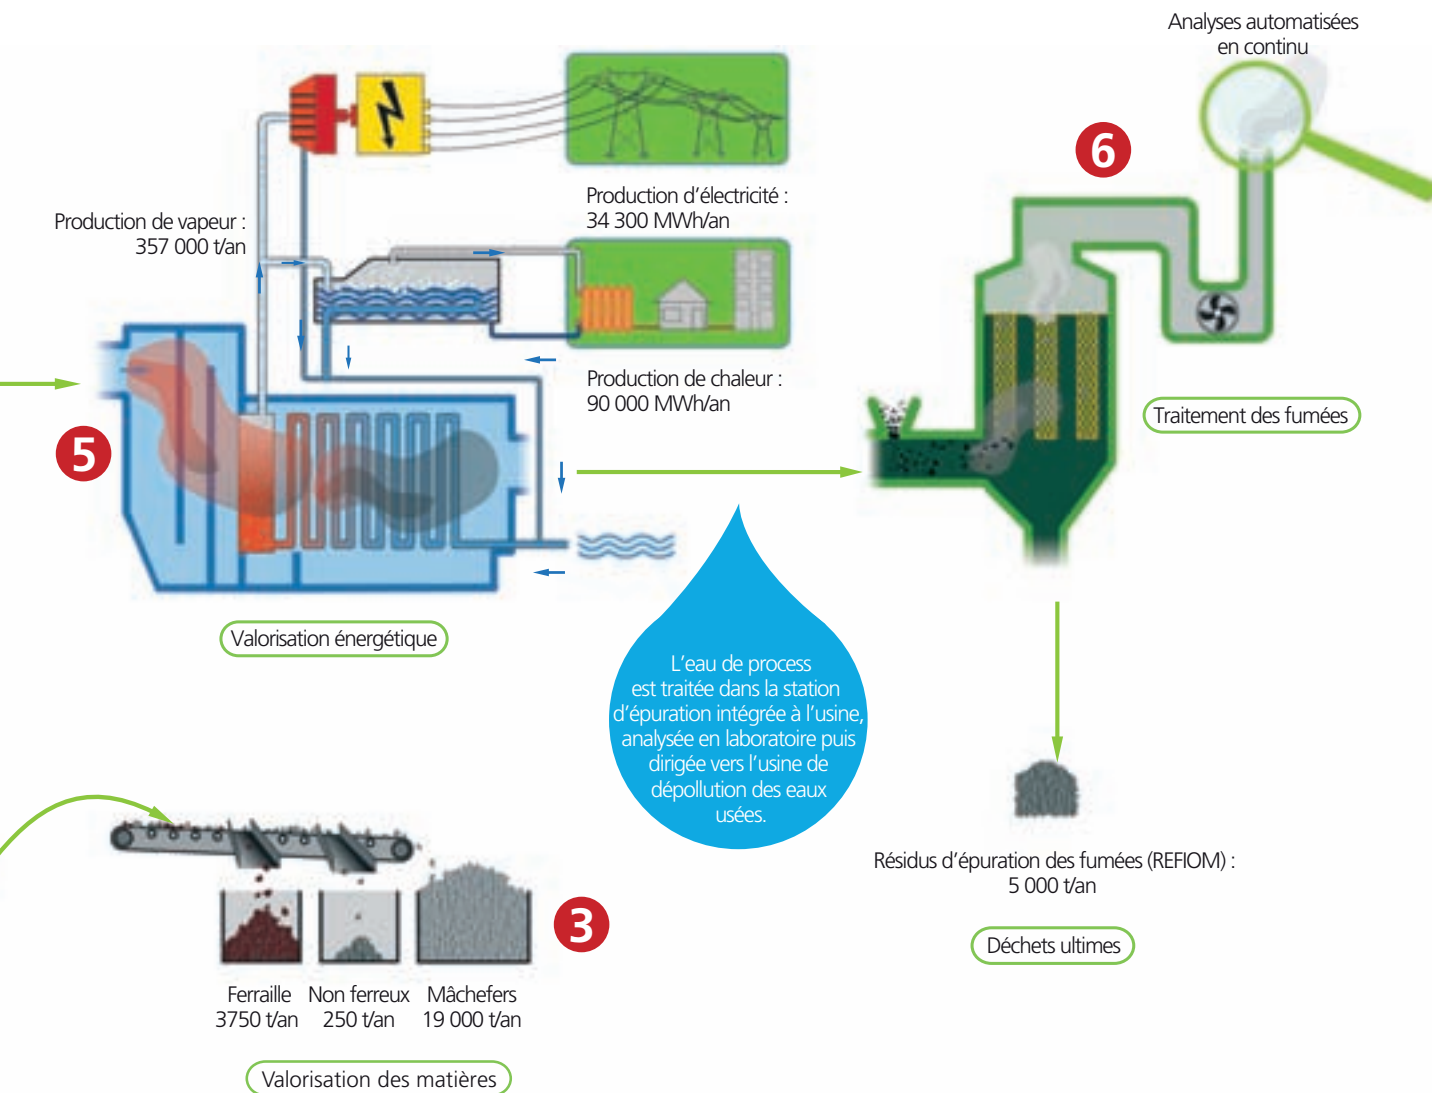 Analyses automatisées
en continu
6
Production d'électricité :
34 300 MWh/an
Production de vapeur :
357 000 t/an
Production de chaleur :
90 000 MWh/an
Traitement des fumées
5
Valorisation énergétique
L'eau de process
est traitée dans la station
d'épuration intégrée à l'usine,
analysée en laboratoire puis
dirigée vers l'usine de
dépollution des eaux
usées.
Résidus d'épuration des fumées (REFIOM) :
5 000 t/an
Déchets ultimes
3
Ferraille
3750 t/an
Non ferreux
250 t/an
Mâchefers
19 000 t/an
Valorisation des matières